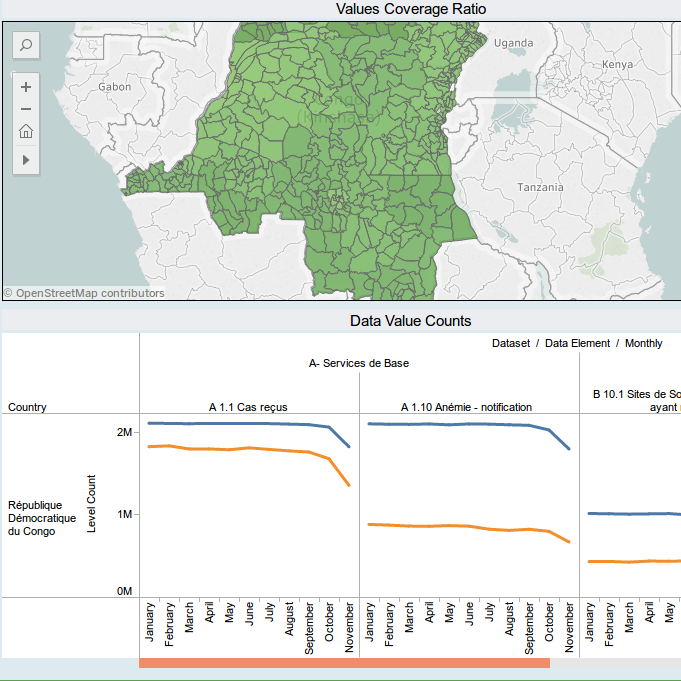 Values Coverage Ratio
Uganda
Kenya
Gabon
Tanzania
© OpenStreetMap contributors
Data Value Counts
Dataset / Data Element / Monthly
A- Services de Base
Country
A 1.1 Cas reçus
A 1.10 Anémie - notification
B 10.1 Sites de So
ayant
République
Démocratique
du Congo
Level Count
2M
1M
0M
January
February
March
April
May
June
July
August
September
October
November
January
February
March
April
May
June
July
August
September
October
November
January
February
March
April
May